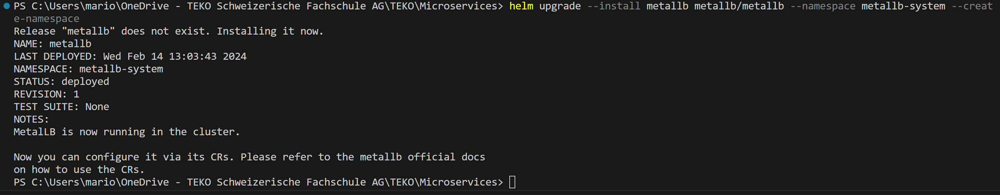 PS C:\Users\mario\OneDrive - TEKO Schweizerische Fachschule AG\TEKO\Microservices> helm upgrade --install metallb metallb/metallb --namespace metallb-system --creat
e-namespace
Release "metallb" does not exist. Installing it now.
NAME: metallb
LAST DEPLOYED: Wed Feb 14 13:03:43 2024
NAMESPACE: metallb-system
STATUS: deployed
REVISION: 1
TEST SUITE: None
NOTES:
MetalLB is now running in the cluster.

Now you can configure it via its CRs. Please refer to the metallb official docs
on how to use the CRs.
PS C:\Users\mario\OneDrive - TEKO Schweizerische Fachschule AG\TEKO\Microservices>